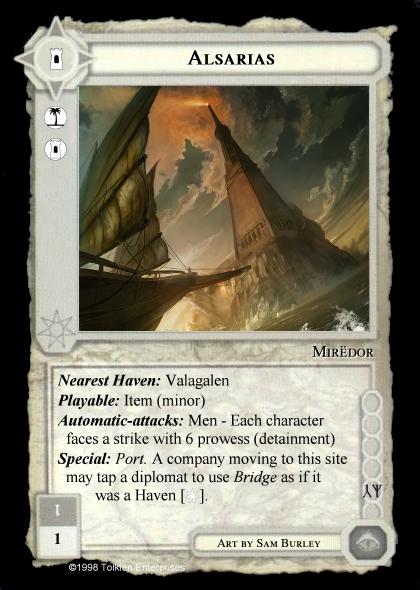 ALSARIAS
MIRËDOR
Nearest Haven: Valagalen
Playable: Item (minor)
Automatic-attacks: Men - Each character
faces a strike with 6 prowess (detainment)
Special: Port. A company moving to this site
may tap a diplomat to use Bridge as if it
was a Haven [ ].
1
1
ART BY SAM BURLEY
©1998 Tolkien Enterprises